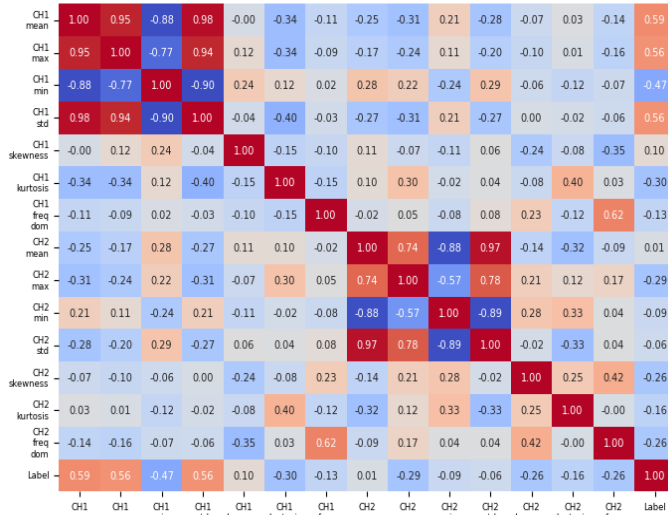 CH1
mean 1.00 0.95 -0.88 0.98 -0.00 -0.34 -0.11 -0.25 -0.31 0.21 -0.28 -0.07 0.03 -0.14 0.59
CH1
max 0.95 1.00 -0.77 0.94 0.12 -0.34 -0.09 -0.17 -0.24 0.11 -0.20 -0.10 0.01 -0.16 0.56
CH1
min -0.88 -0.77 1.00 -0.90 0.24 0.12 0.02 0.28 0.22 -0.24 0.29 -0.06 -0.12 -0.07 -0.47
CH1
std 0.98 0.94 -0.90 1.00 -0.04 -0.40 -0.03 -0.27 -0.31 0.21 -0.27 0.00 -0.02 -0.06 0.56
CH1
skewness -0.00 0.12 0.24 -0.04 1.00 -0.15 -0.10 0.11 -0.07 -0.11 0.06 -0.24 -0.08 -0.35 0.10
CH1
kurtosis -0.34 -0.34 0.12 -0.40 -0.15 1.00 -0.15 0.10 0.30 -0.02 0.04 -0.08 0.40 0.03 -0.30
CH1
freq
dom -0.11 -0.09 0.02 -0.03 -0.10 -0.15 1.00 -0.02 0.05 -0.08 0.08 0.23 -0.12 0.62 -0.13
CH2
mean -0.25 -0.17 0.28 -0.27 0.11 0.10 -0.02 1.00 0.74 -0.88 0.97 -0.14 -0.32 -0.09 0.01
CH2
max -0.31 -0.24 0.22 -0.31 -0.07 0.30 0.05 0.74 1.00 -0.57 0.78 0.21 0.12 0.17 -0.29
CH2
min 0.21 0.11 -0.24 0.21 -0.11 -0.02 -0.08 -0.88 -0.57 1.00 -0.89 0.28 0.33 0.04 -0.09
CH2
std -0.28 -0.20 0.29 -0.27 0.06 0.04 0.08 0.97 0.78 -0.89 1.00 -0.02 -0.33 0.04 -0.06
CH2
skewness -0.07 -0.10 -0.06 0.00 -0.24 -0.08 0.23 -0.14 0.21 0.28 -0.02 1.00 0.25 0.42 -0.26
CH2
kurtosis 0.03 0.01 -0.12 -0.02 -0.08 0.40 -0.12 -0.32 0.12 0.33 -0.33 0.25 1.00 -0.00 -0.16
CH2
freq
dom -0.14 -0.16 -0.07 -0.06 -0.35 0.03 0.62 -0.09 0.17 0.04 0.04 0.42 -0.00 1.00 -0.26
Label 0.59 0.56 -0.47 0.56 0.10 -0.30 -0.13 0.01 -0.29 -0.09 -0.06 -0.26 -0.16 -0.26 1.00
CH1 CH1 CH1 CH1 CH1 CH1 CH1 CH2 CH2 CH2 CH2 CH2 CH2 CH2 Label